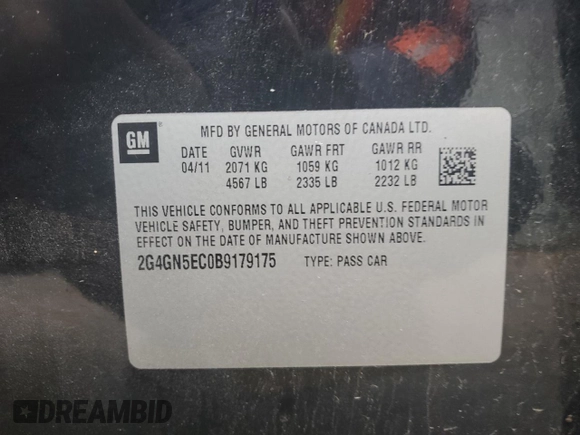 GM
MFD BY GENERAL MOTORS OF CANADA LTD.
DATE GVWR GAWR FRT GAWR RR
04/11 2071 KG 1059 KG 1012 KG
4567 LB 2335 LB 2232 LB
THIS VEHICLE CONFORMS TO ALL APPLICABLE U.S. FEDERAL MOTOR
VEHICLE SAFETY, BUMPER, AND THEFT PREVENTION STANDARDS IN
EFFECT ON THE DATE OF MANUFACTURE SHOWN ABOVE.
2G4GN5EC0B9179175 TYPE: PASS CAR
DREAMBID